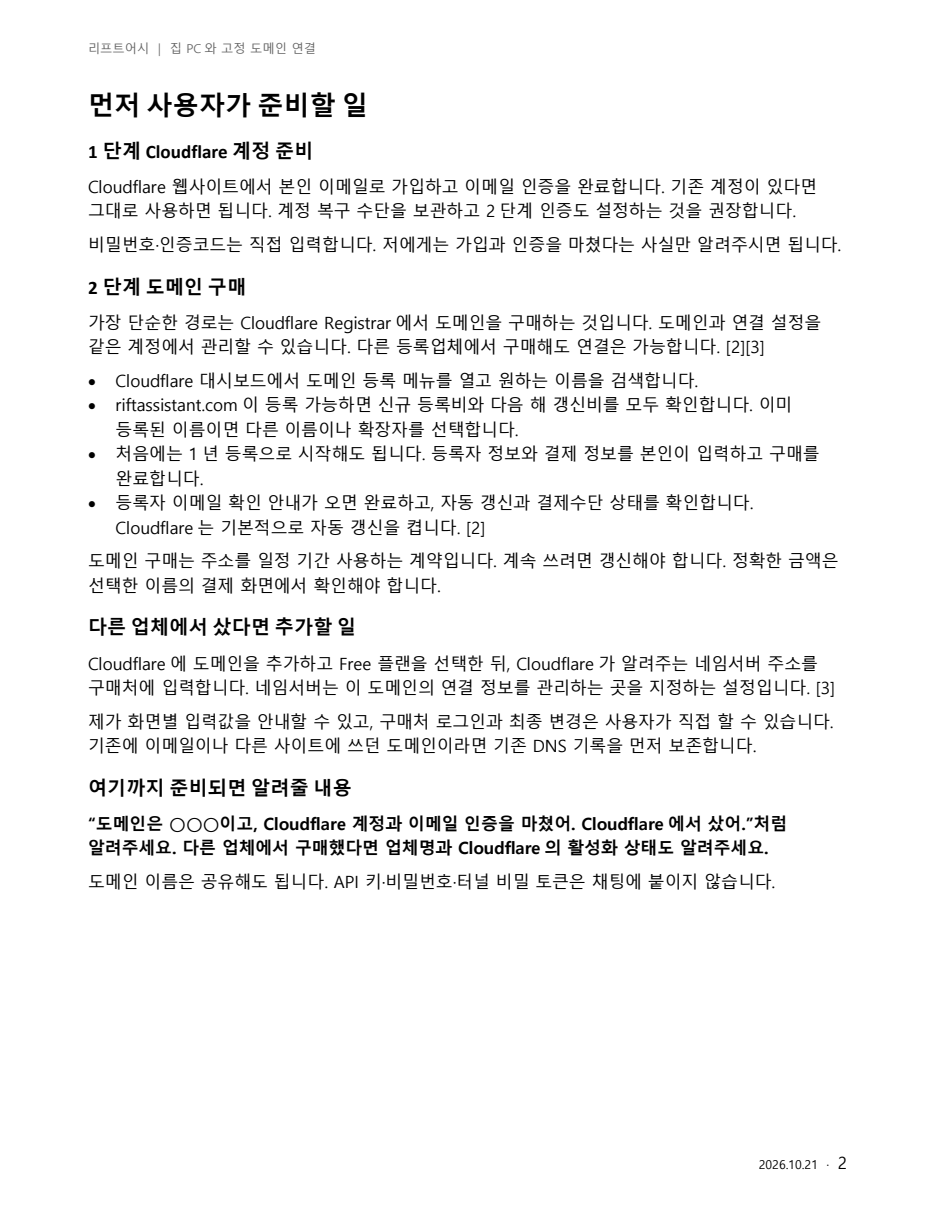 리프트어시 | 집 PC 와 고정 도메인 연결
먼저 사용자가 준비할 일
1 단계 Cloudflare 계정 준비
Cloudflare 웹사이트에서 본인 이메일로 가입하고 이메일 인증을 완료합니다. 기존 계정이 있다면
그대로 사용하면 됩니다. 계정 복구 수단을 보관하고 2 단계 인증도 설정하는 것을 권장합니다.
비밀번호·인증코드는 직접 입력합니다. 저에게는 가입과 인증을 마쳤다는 사실만 알려주시면 됩니다.
2 단계 도메인 구매
가장 단순한 경로는 Cloudflare Registrar 에서 도메인을 구매하는 것입니다. 도메인과 연결 설정을
같은 계정에서 관리할 수 있습니다. 다른 등록업체에서 구매해도 연결은 가능합니다. [2][3]
• Cloudflare 대시보드에서 도메인 등록 메뉴를 열고 원하는 이름을 검색합니다.
• riftassistant.com 이 등록 가능하면 신규 등록비와 다음 해 갱신비를 모두 확인합니다. 이미
등록된 이름이면 다른 이름이나 확장자를 선택합니다.
• 처음에는 1 년 등록으로 시작해도 됩니다. 등록자 정보와 결제 정보를 본인이 입력하고 구매를
완료합니다.
• 등록자 이메일 확인 안내가 오면 완료하고, 자동 갱신과 결제수단 상태를 확인합니다.
Cloudflare 는 기본적으로 자동 갱신을 켭니다. [2]
도메인 구매는 주소를 일정 기간 사용하는 계약입니다. 계속 쓰려면 갱신해야 합니다. 정확한 금액은
선택한 이름의 결제 화면에서 확인해야 합니다.
다른 업체에서 샀다면 추가할 일
Cloudflare 에 도메인을 추가하고 Free 플랜을 선택한 뒤, Cloudflare 가 알려주는 네임서버 주소를
구매처에 입력합니다. 네임서버는 이 도메인의 연결 정보를 관리하는 곳을 지정하는 설정입니다. [3]
제가 화면별 입력값을 안내할 수 있고, 구매처 로그인과 최종 변경은 사용자가 직접 할 수 있습니다.
기존에 이메일이나 다른 사이트에 쓰던 도메인이라면 기존 DNS 기록을 먼저 보존합니다.
여기까지 준비되면 알려줄 내용
“도메인은 ○○○이고, Cloudflare 계정과 이메일 인증을 마쳤어. Cloudflare 에서 샀어.”처럼
알려주세요. 다른 업체에서 구매했다면 업체명과 Cloudflare 의 활성화 상태도 알려주세요.
도메인 이름은 공유해도 됩니다. API 키·비밀번호·터널 비밀 토큰은 채팅에 붙이지 않습니다.
2026.10.21 · 2